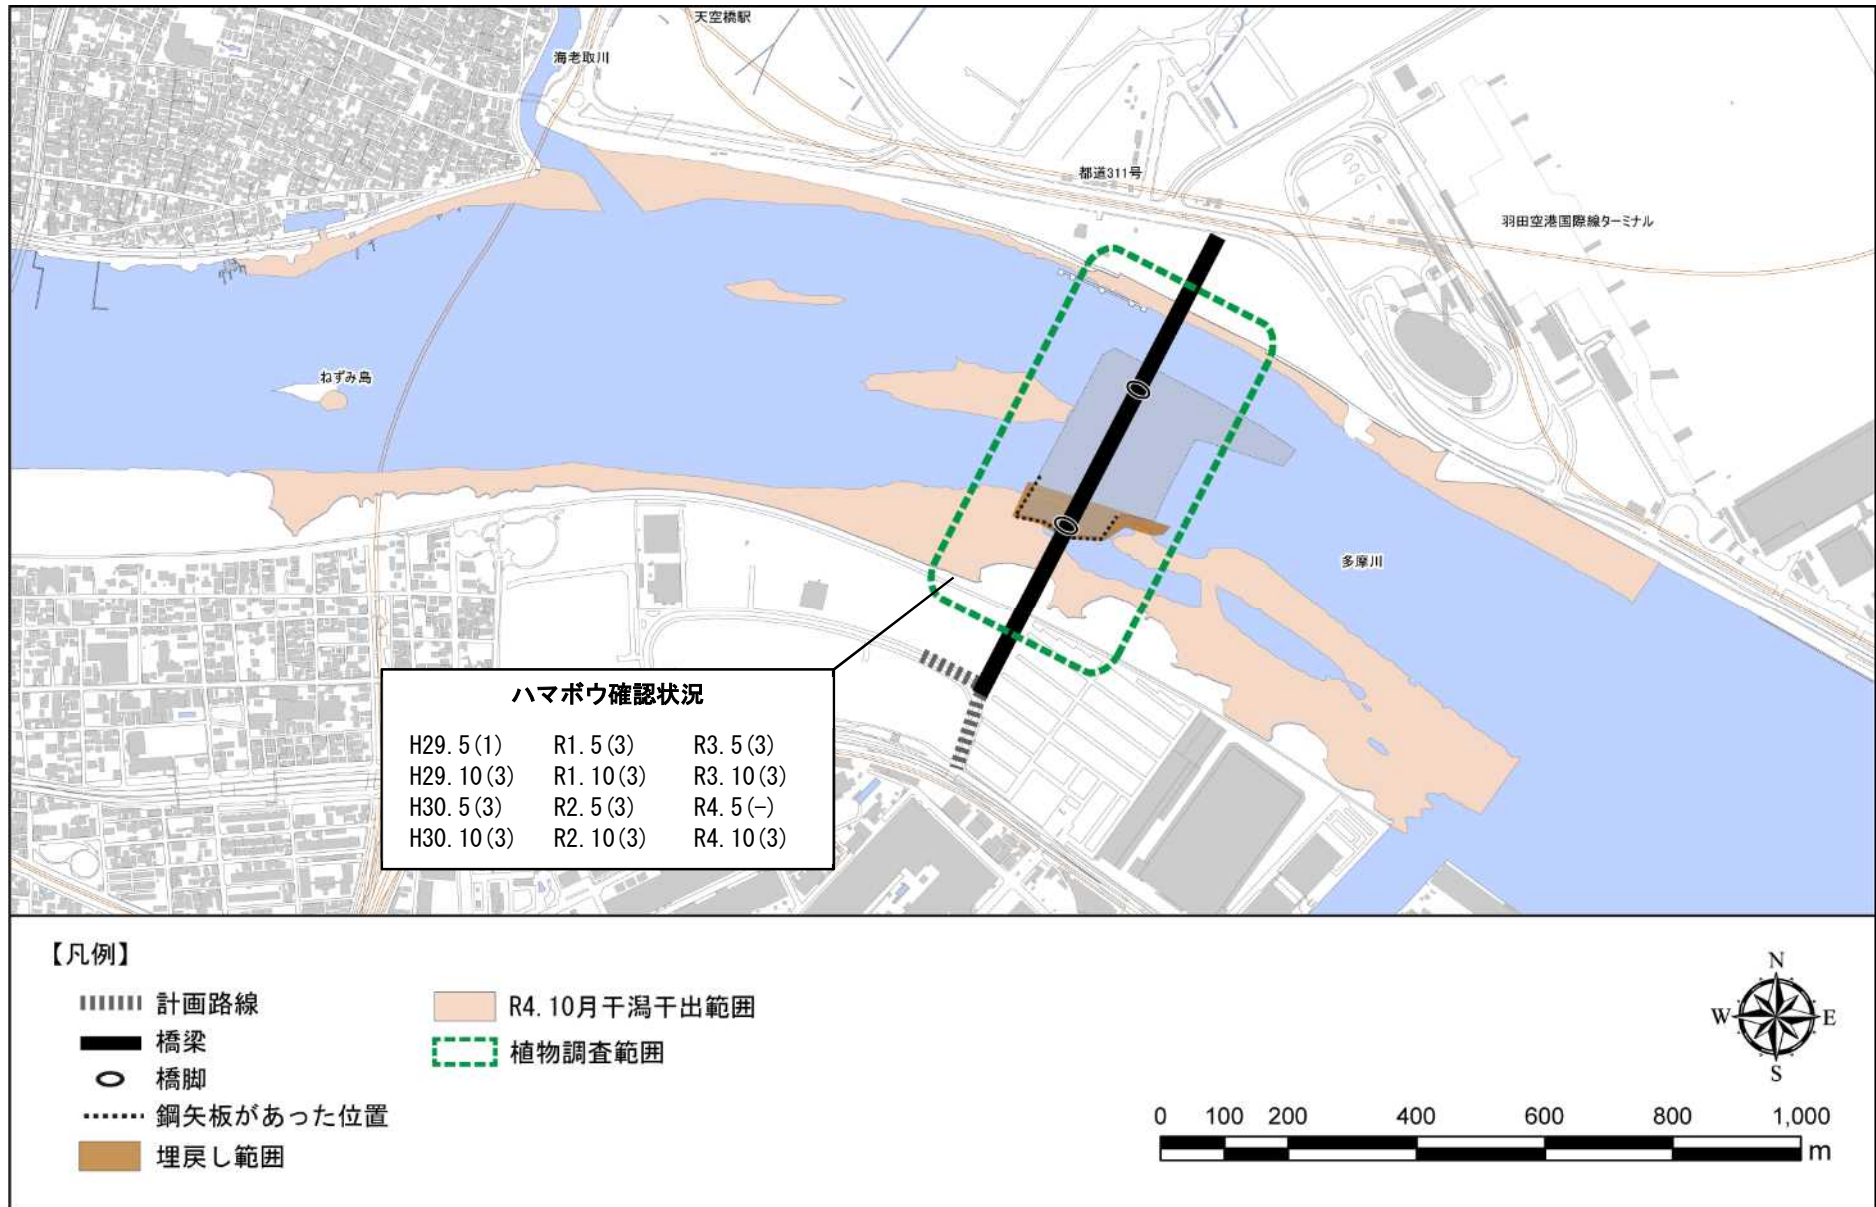 天空橋駅
海老取川
都道311号
羽田空港国際線ターミナル
ねずみ島
多摩川
ハマボウ確認状況
H29.5(1) R1.5(3) R3.5(3)
H29.10(3) R1.10(3) R3.10(3)
H30.5(3) R2.5(3) R4.5(-)
H30.10(3) R2.10(3) R4.10(3)
【凡例】
計画路線
橋梁
橋脚
鋼矢板があった位置
埋戻し範囲
R4.10月干潟干出範囲
植物調査範囲
N
W E
S
0 100 200 400 600 800 1,000
m